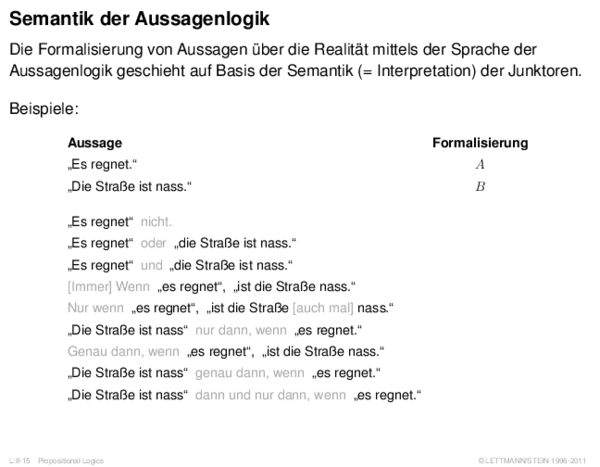 Semantik der Aussagenlogik
Die Formalisierung von Aussagen über die Realität mittels der Sprache der
Aussagenlogik geschieht auf Basis der Semantik (= Interpretation) der Junktoren.
Beispiele:
Aussage Formalisierung
„Es regnet.“ A
„Die Straße ist nass.“ B
„Es regnet“ nicht.
„Es regnet“ oder „die Straße ist nass.“
„Es regnet“ und „die Straße ist nass.“
[Immer] Wenn „es regnet“, „ist die Straße nass.“
Nur wenn „es regnet“, „ist die Straße [auch mal] nass.“
„Die Straße ist nass“ nur dann, wenn „es regnet.“
Genau dann, wenn „es regnet“, „ist die Straße nass.“
„Die Straße ist nass“ genau dann, wenn „es regnet.“
„Die Straße ist nass“ dann und nur dann, wenn „es regnet.“
L:II-15 Propositional Logics ©LETTMANN/STEIN 1996-2011